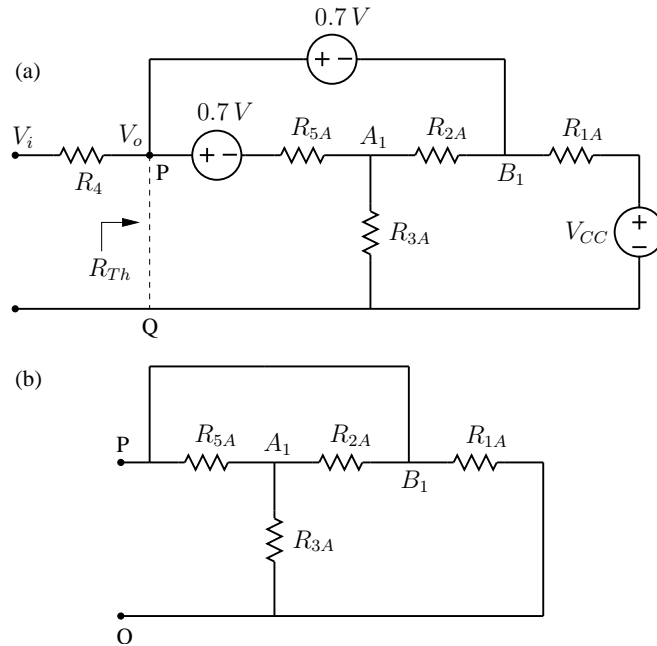 0.7 V
(a)
0.7 V
V_i
V_o
R_{5A}
A_1
R_{2A}
R_{1A}
P
R_4
B_1
+ −
+ −
R_{3A}
V_{CC}
+
−
R_{Th}
Q
(b)
P
R_{5A}
A_1
R_{2A}
R_{1A}
B_1
R_{3A}
Q